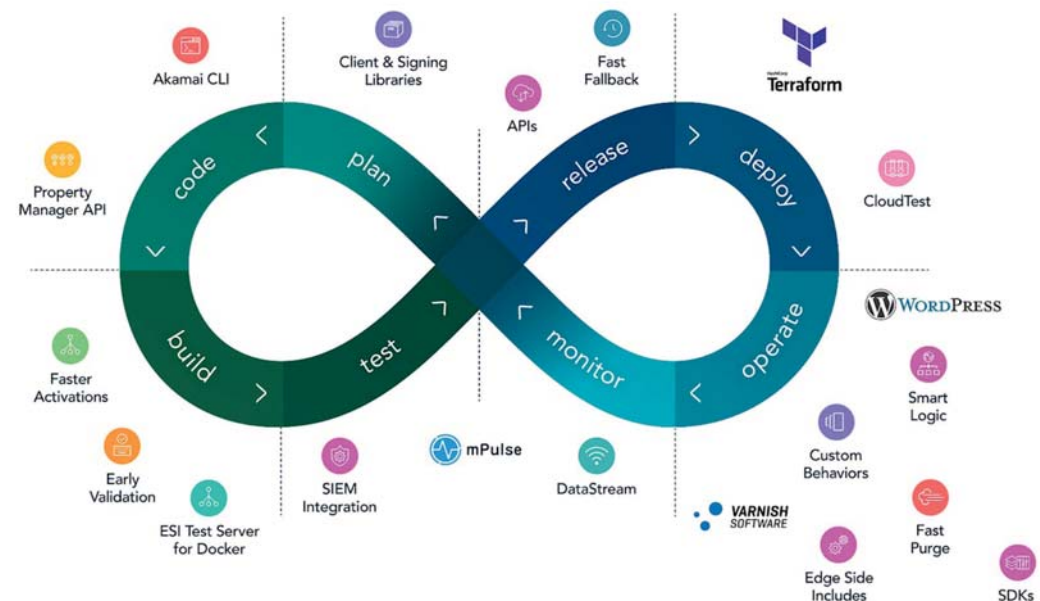 Akamai CLI
Client & Signing
Libraries
APIs
Fast
Fallback
HashiCorp
Terraform
Property
Manager API
code
plan
release
deploy
CloudTest
build
test
monitor
operate
WORDPRESS
Faster
Activations
Smart
Logic
Early
Validation
ESI Test Server
for Docker
SIEM
Integration
mPulse
DataStream
Custom
Behaviors
VARNISH
SOFTWARE
Fast
Purge
Edge Side
Includes
SDKs